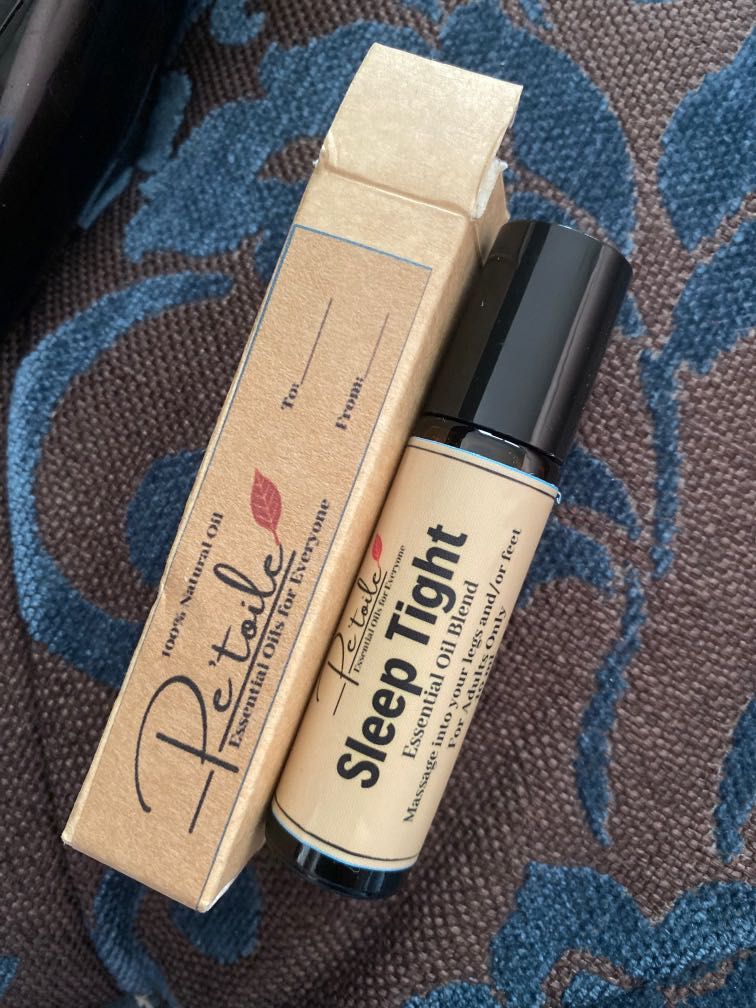 To:
From:
100% Natural Oil
Pe'toile
Essential Oils for Everyone
Pe'toile
Essential Oils for Everyone
Sleep Tight
Essential Oil Blend
Massage into your legs and/or feet
For Adults Only